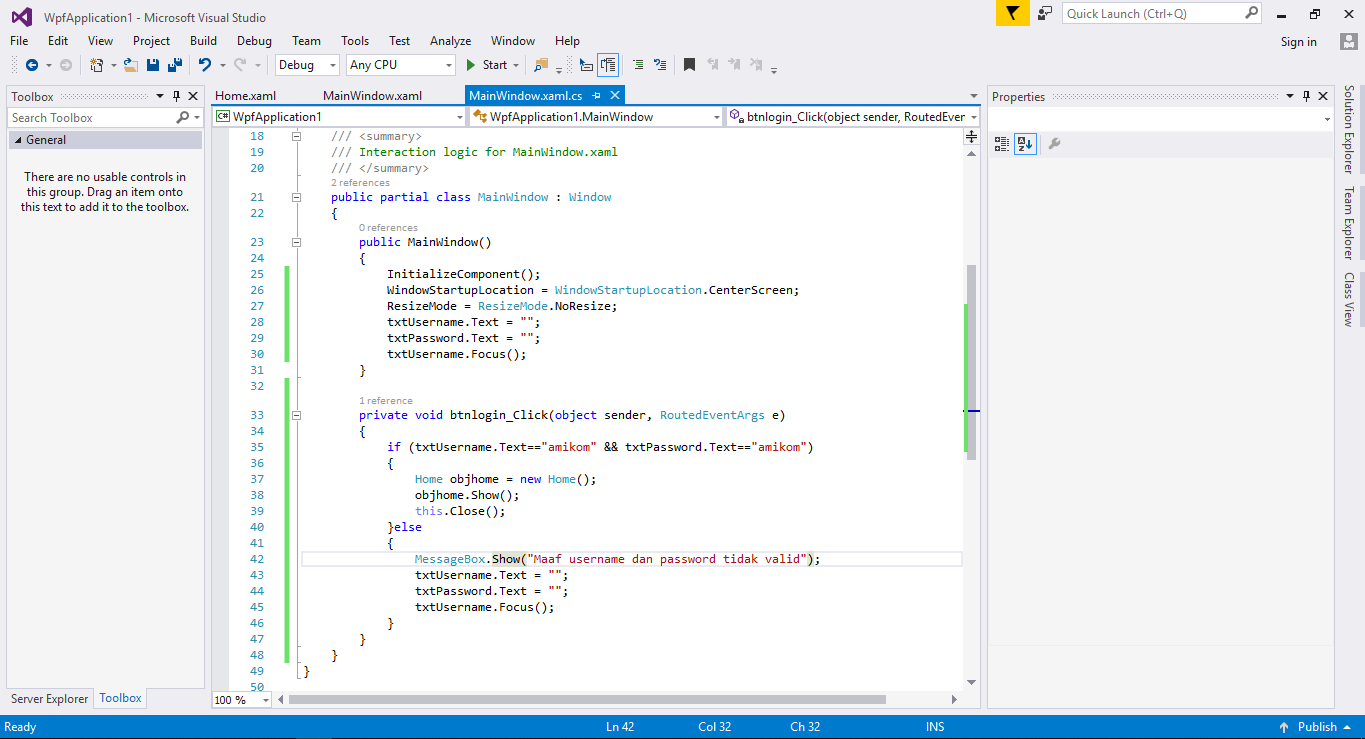 WpfApplication1 - Microsoft Visual Studio
Quick Launch (Ctrl+Q)
File Edit View Project Build Debug Team Tools Test Analyze Window Help
Sign in
Debug Any CPU Start
Toolbox
Search Toolbox
General
There are no usable controls in
this group. Drag an item onto
this text to add it to the toolbox.
Server Explorer Toolbox
Home.xaml MainWindow.xaml MainWindow.xaml.cs
C# WpfApplication1 WpfApplication1.MainWindow btnlogin_Click(object sender, RoutedEver
18 /// <summary>
19 /// Interaction logic for MainWindow.xaml
20 /// </summary>
2 references
21 public partial class MainWindow : Window
22 {
0 references
23 public MainWindow()
24 {
25 InitializeComponent();
26 WindowStartupLocation = WindowStartupLocation.CenterScreen;
27 ResizeMode = ResizeMode.NoResize;
28 txtUsername.Text = "";
29 txtPassword.Text = "";
30 txtUsername.Focus();
31 }
32
1 reference
33 private void btnlogin_Click(object sender, RoutedEventArgs e)
34 {
35 if (txtUsername.Text=="amikom" && txtPassword.Text=="amikom")
36 {
37 Home objhome = new Home();
38 objhome.Show();
39 this.Close();
40 }else
41 {
42 MessageBox.Show("Maaf username dan password tidak valid");
43 txtUsername.Text = "";
44 txtPassword.Text = "";
45 txtUsername.Focus();
46 }
47 }
48 }
49 }
50
100 %
Properties
Solution Explorer
Team Explorer
Class View
Ready Ln 42 Col 32 Ch 32 INS Publish